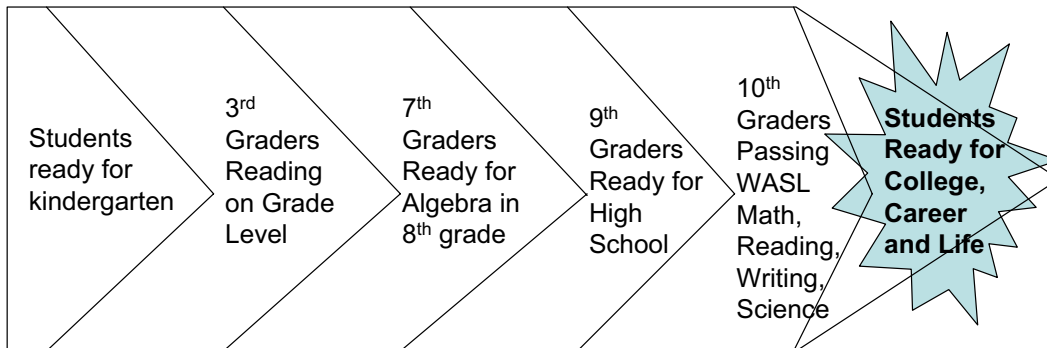 Students
ready for
kindergarten
3rd
Graders
Reading
on Grade
Level
7th
Graders
Ready for
Algebra in
8th grade
9th
Graders
Ready for
High
School
10th
Graders
Passing
WASL
Math,
Reading,
Writing,
Science
Students
Ready for
College,
Career
and Life